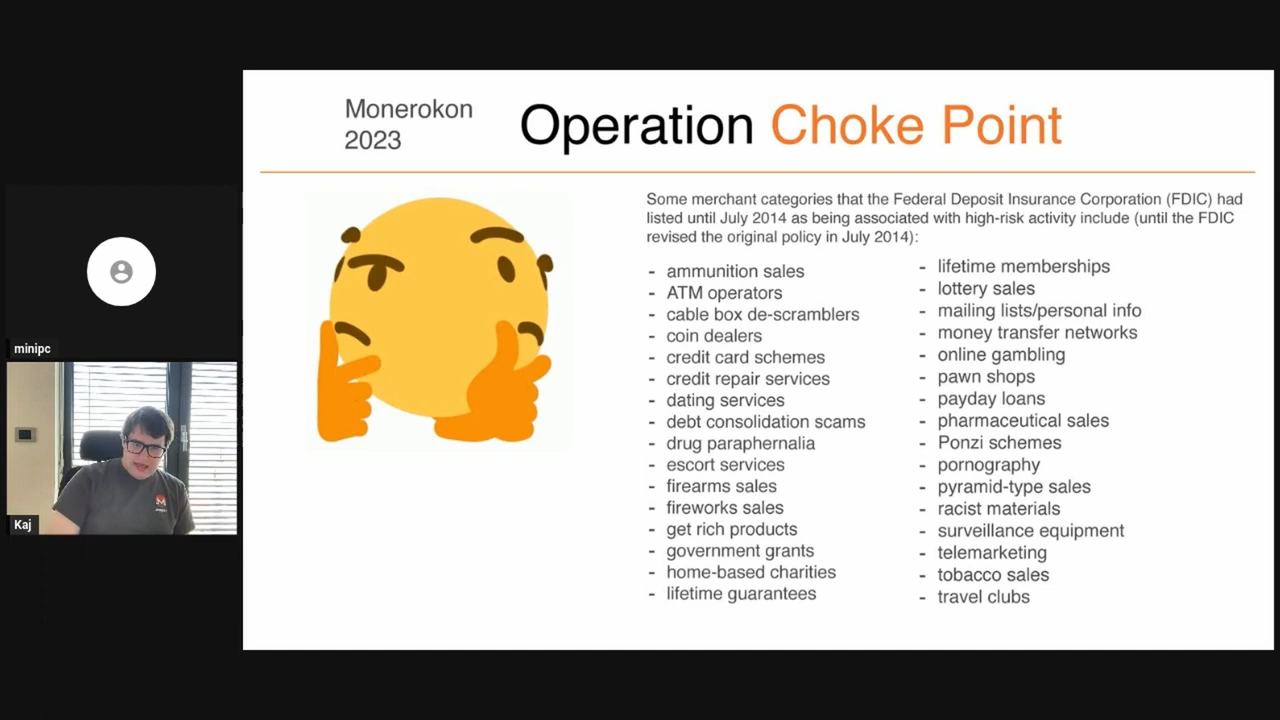 Monerokon
2023
Operation Choke Point
Some merchant categories that the Federal Deposit Insurance Corporation (FDIC) had
listed until July 2014 as being associated with high-risk activity include (until the FDIC
revised the original policy in July 2014):
- ammunition sales
- ATM operators
- cable box de-scramblers
- coin dealers
- credit card schemes
- credit repair services
- dating services
- debt consolidation scams
- drug paraphernalia
- escort services
- firearms sales
- fireworks sales
- get rich products
- government grants
- home-based charities
- lifetime guarantees
- lifetime memberships
- lottery sales
- mailing lists/personal info
- money transfer networks
- online gambling
- pawn shops
- payday loans
- pharmaceutical sales
- Ponzi schemes
- pornography
- pyramid-type sales
- racist materials
- surveillance equipment
- telemarketing
- tobacco sales
- travel clubs
minipc
Kaj